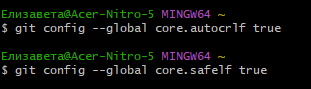 Елизавета@Acer-Nitro-5 MINGW64 ~
$ git config --global core.autocrlf true
Елизавета@Acer-Nitro-5 MINGW64 ~
$ git config --global core.safelf true